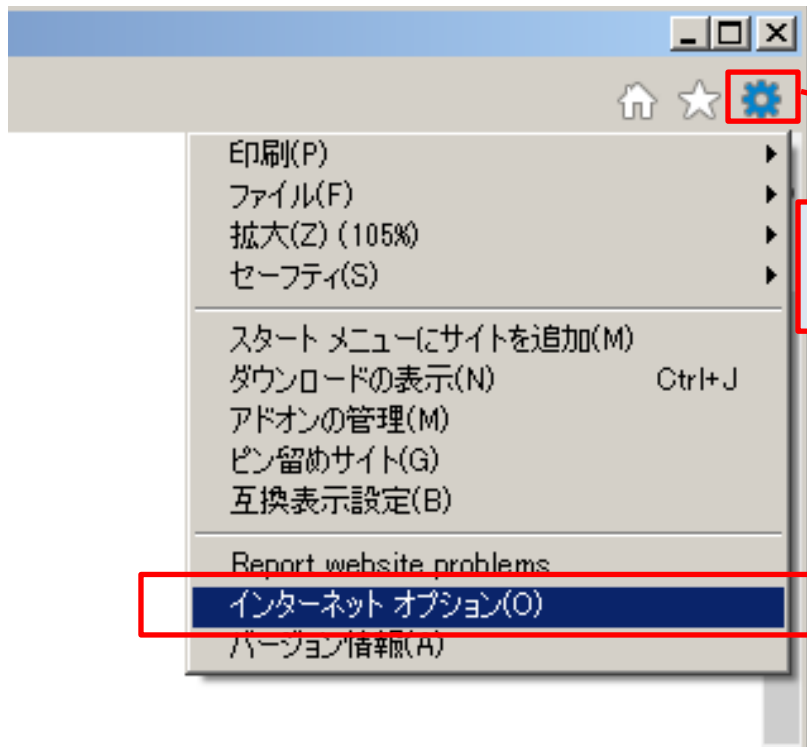 印刷(P)
ファイル(F)
拡大(Z) (105%)
セーフティ(S)
スタート メニューにサイトを追加(M)
ダウンロードの表示(N) Ctrl+J
アドオンの管理(M)
ピン留めサイト(G)
互換表示設定(B)
Report website problems
インターネット オプション(O)
バージョン情報(A)